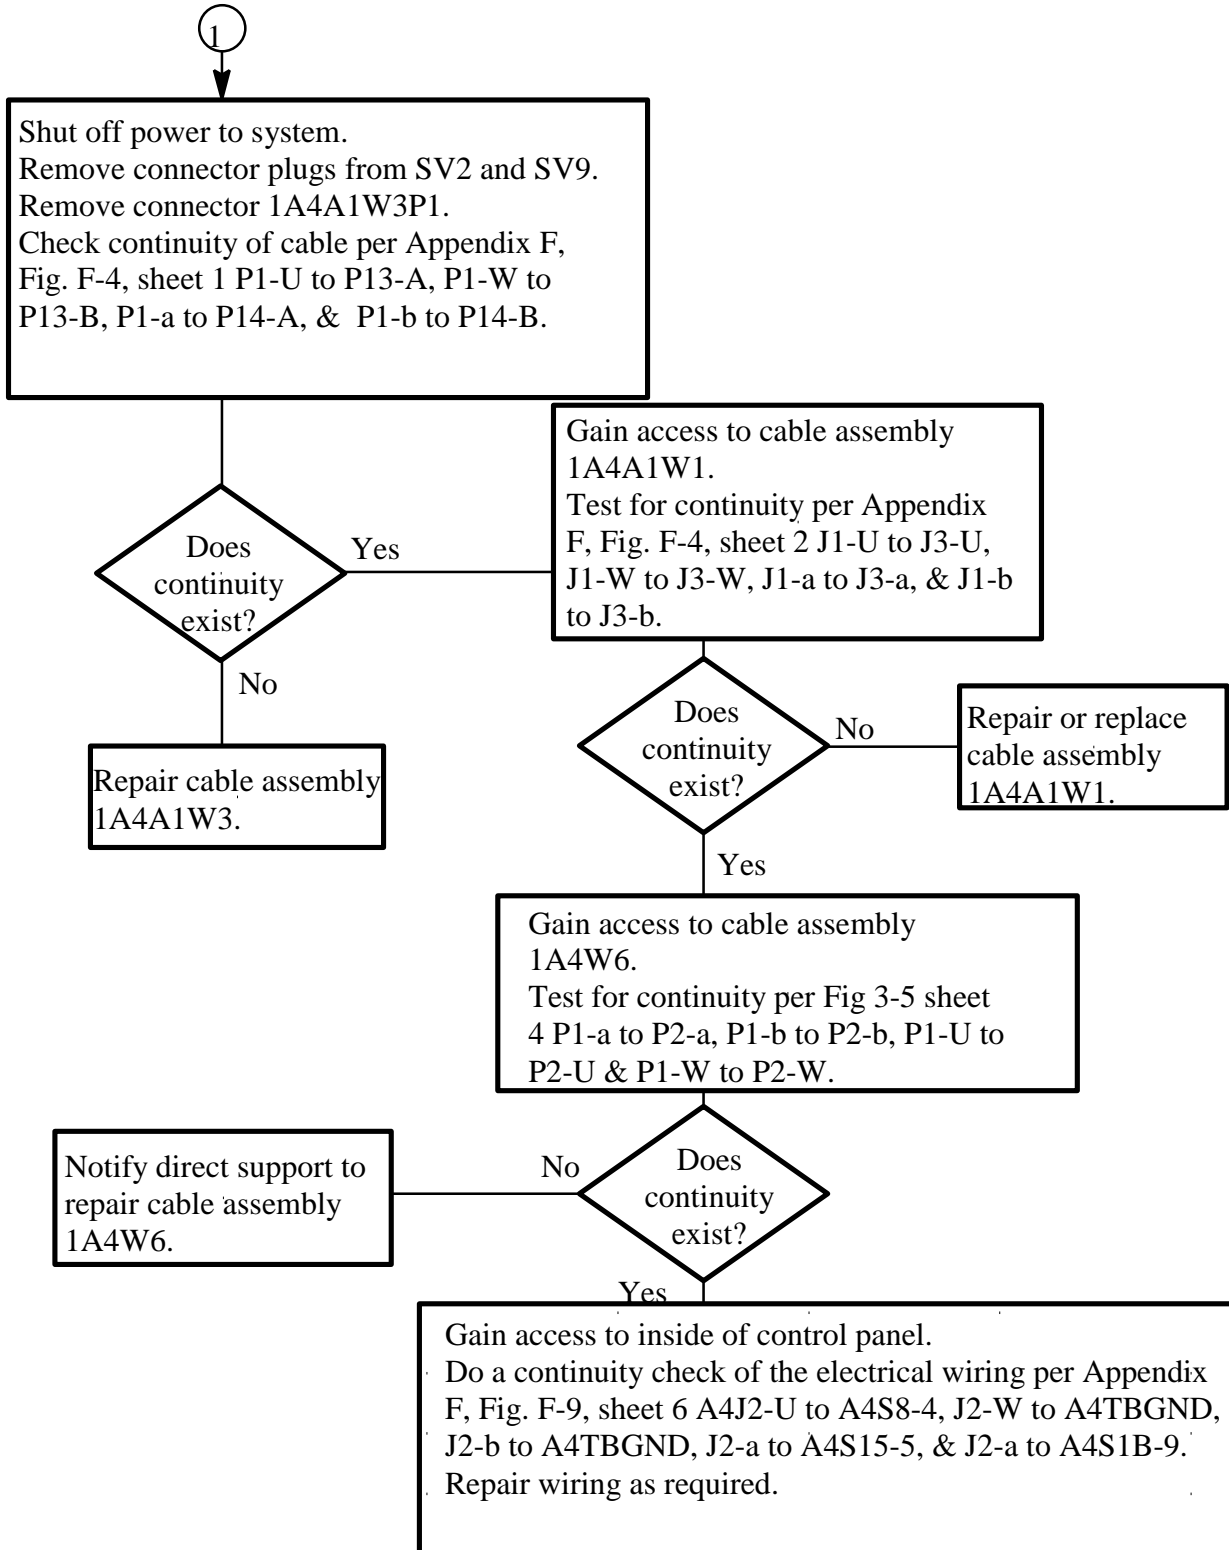 1
Shut off power to system.
Remove connector plugs from SV2 and SV9.
Remove connector 1A4A1W3P1.
Check continuity of cable per Appendix F,
Fig. F-4, sheet 1 P1-U to P13-A, P1-W to
P13-B, P1-a to P14-A, & P1-b to P14-B.
Does
continuity
exist?
Yes
No
Repair cable assembly
1A4A1W3.
Gain access to cable assembly
1A4A1W1.
Test for continuity per Appendix
F, Fig. F-4, sheet 2 J1-U to J3-U,
J1-W to J3-W, J1-a to J3-a, & J1-b
to J3-b.
Does
continuity
exist?
No
Repair or replace
cable assembly
1A4A1W1.
Yes
Gain access to cable assembly
1A4W6.
Test for continuity per Fig 3-5 sheet
4 P1-a to P2-a, P1-b to P2-b, P1-U to
P2-U & P1-W to P2-W.
Does
continuity
exist?
No
Notify direct support to
repair cable assembly
1A4W6.
Yes
Gain access to inside of control panel.
Do a continuity check of the electrical wiring per Appendix
F, Fig. F-9, sheet 6 A4J2-U to A4S8-4, J2-W to A4TBGND,
J2-b to A4TBGND, J2-a to A4S15-5, & J2-a to A4S1B-9.
Repair wiring as required.